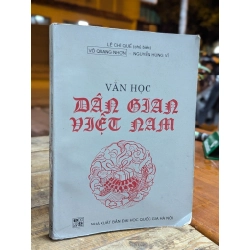 LÊ CHÍ QUẾ (chủ biên)
VÕ QUANG NHƠN - NGUYỄN HÙNG VĨ
VĂN HỌC
DÂN GIAN
VIỆT NAM
NHÀ XUẤT BẢN ĐẠI HỌC QUỐC GIA HÀ NỘI